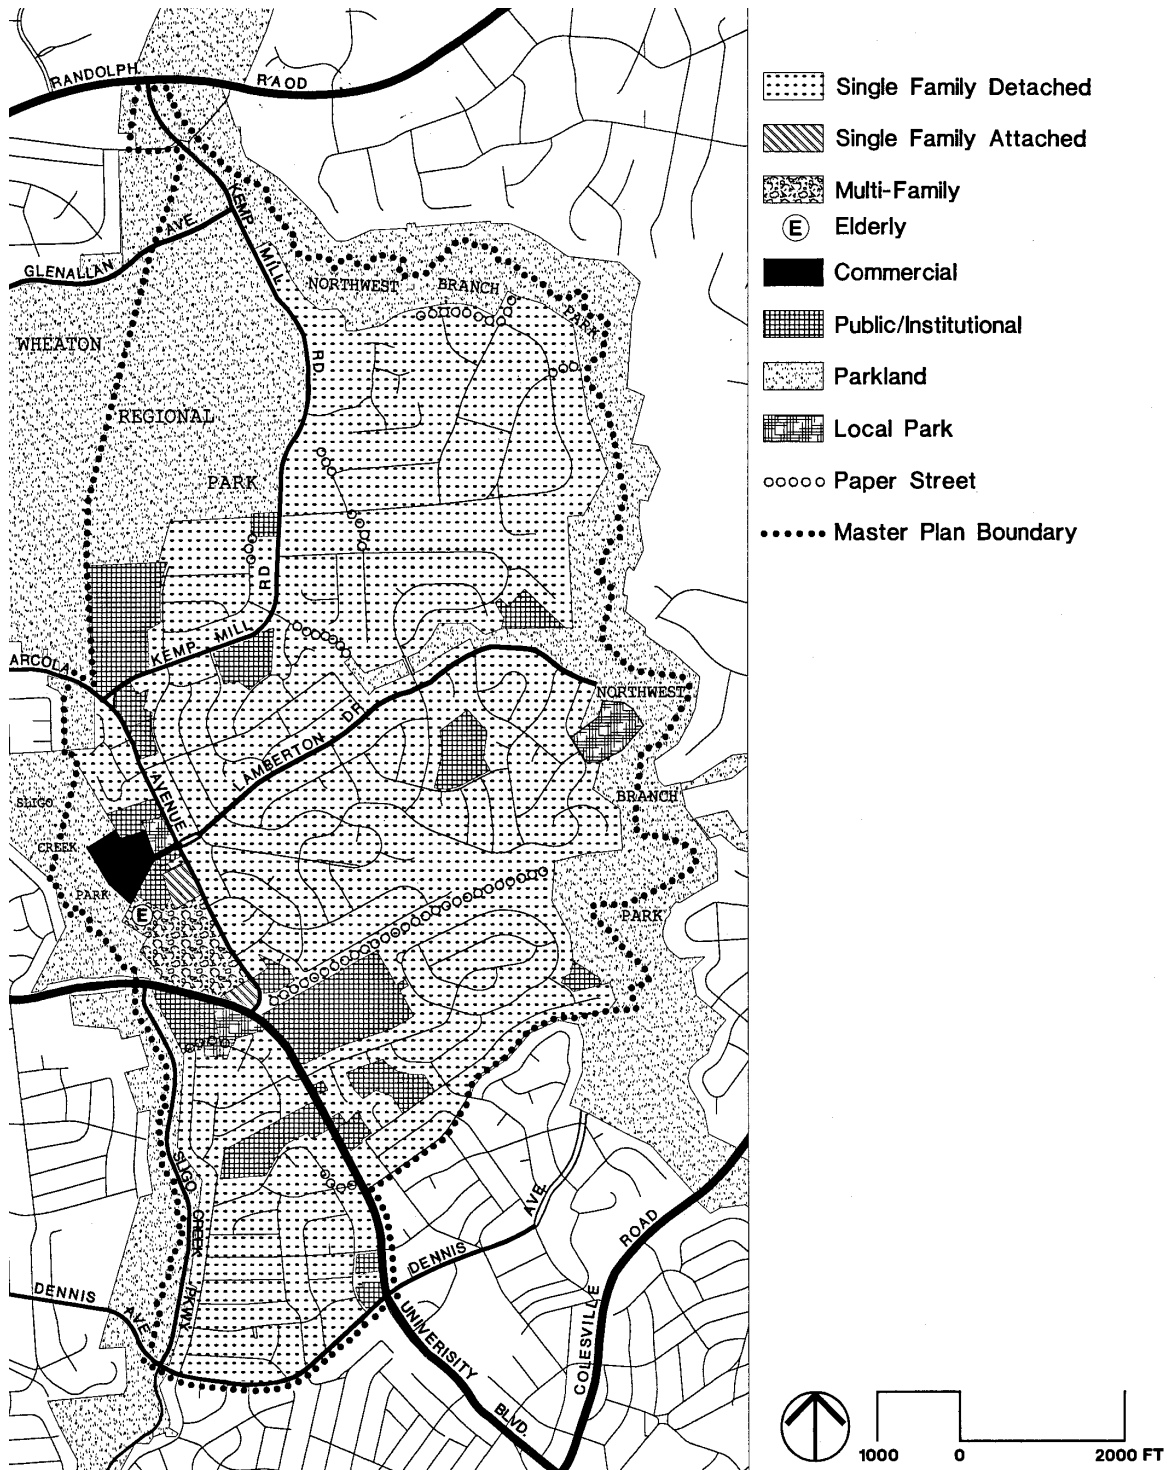 RANDOLPH RAOD
Single Family Detached
Single Family Attached
Multi-Family
E Elderly
Commercial
Public/Institutional
Parkland
Local Park
Paper Street
Master Plan Boundary
KEMP MILL RD
GLENALLAN AVE
NORTHWEST BRANCH PARK
WHEATON
REGIONAL
PARK
RD
KEMP MILL
ARCOLA
AVENUE
LAMBERTON DR
NORTHWEST
BRANCH
PARK
SLIGO
CREEK
PARK
E
SLIGO CREEK PKWY
DENNIS AVE
DENNIS AVE
UNIVERISITY BLVD.
COLESVILLE ROAD
1000 0 2000 FT